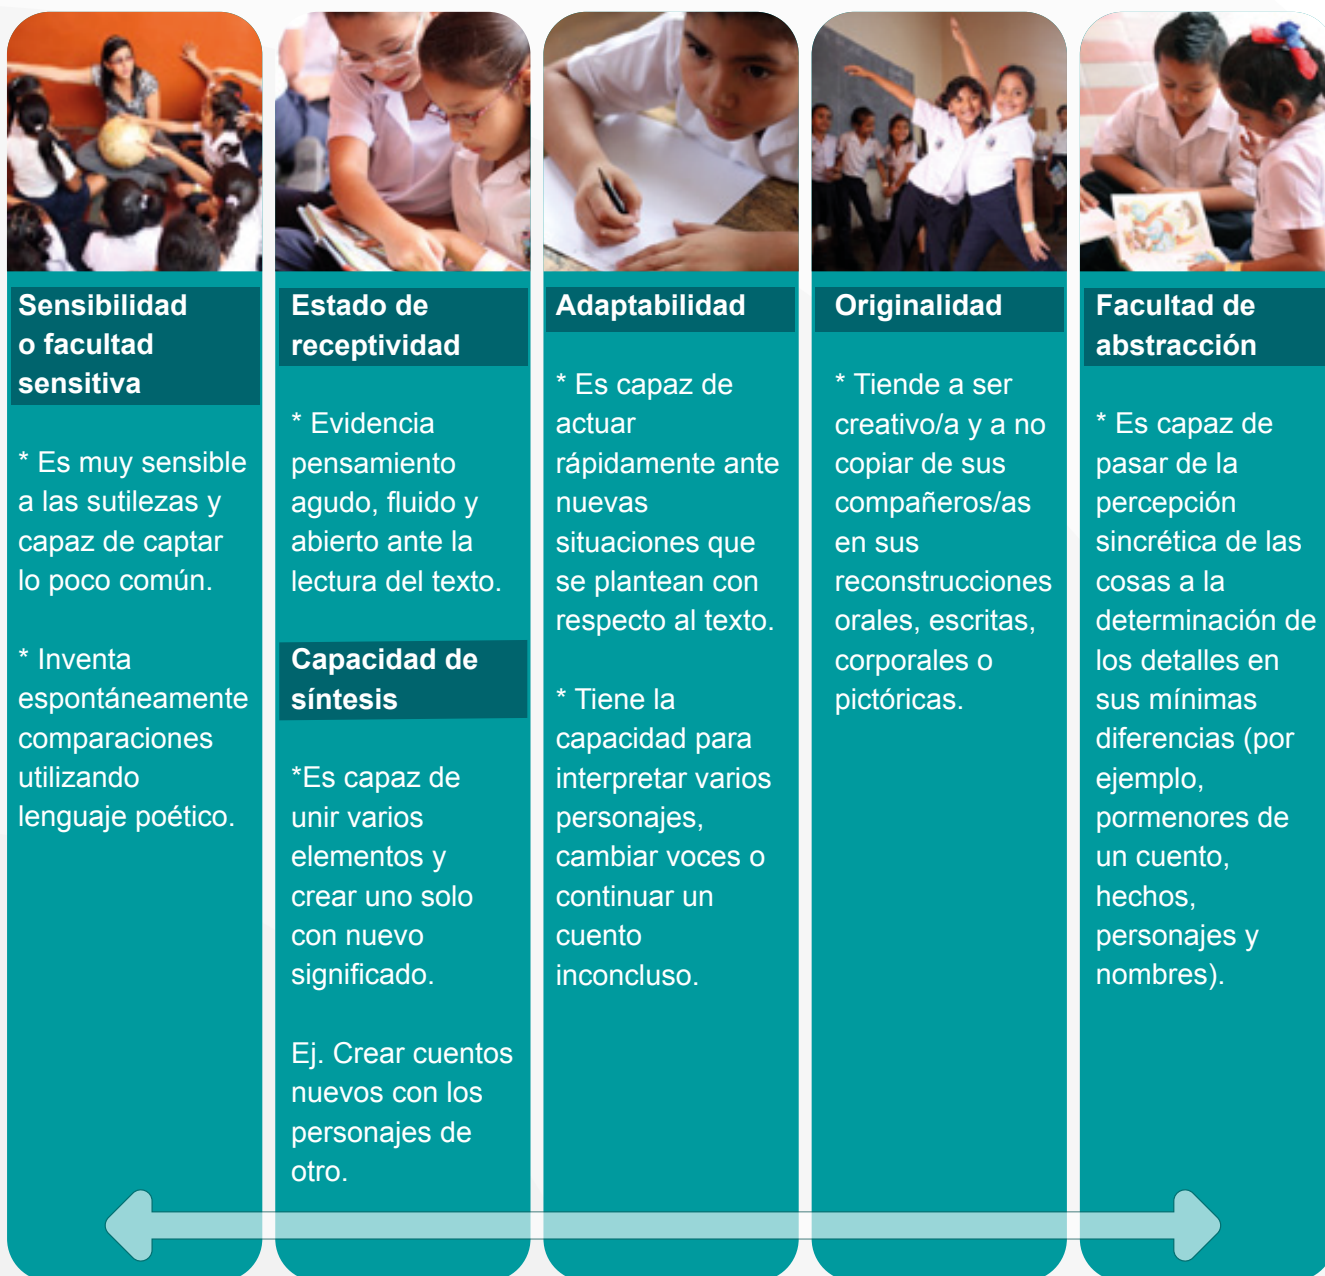 Sensibilidad
o facultad
sensitiva
* Es muy sensible
a las sutilezas y
capaz de captar
lo poco común.
* Inventa
espontáneamente
comparaciones
utilizando
lenguaje poético.
Estado de
receptividad
* Evidencia
pensamiento
agudo, fluido y
abierto ante la
lectura del texto.
Capacidad de
síntesis
*Es capaz de
unir varios
elementos y
crear uno solo
con nuevo
significado.
Ej. Crear cuentos
nuevos con los
personajes de
otro.
Adaptabilidad
* Es capaz de
actuar
rápidamente ante
nuevas
situaciones que
se plantean con
respecto al texto.
* Tiene la
capacidad para
interpretar varios
personajes,
cambiar voces o
continuar un
cuento
inconcluso.
Originalidad
* Tiende a ser
creativo/a y a no
copiar de sus
compañeros/as
en sus
reconstrucciones
orales, escritas,
corporales o
pictóricas.
Facultad de
abstracción
* Es capaz de
pasar de la
percepción
sincrética de las
cosas a la
determinación de
los detalles en
sus mínimas
diferencias (por
ejemplo,
pormenores de
un cuento,
hechos,
personajes y
nombres).